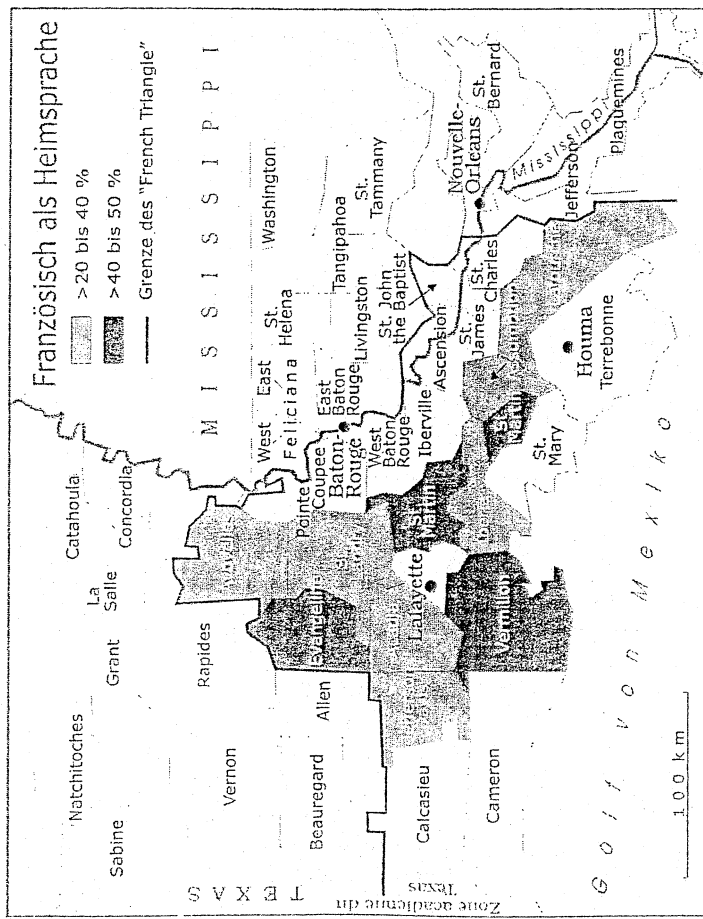 Französisch als Heimsprache
>20 bis 40 %
>40 bis 50 %
Grenze des "French Triangle"
MISSISSIPPI
TEXAS
Zone acadienne du
Texas
Natchitoches
Sabine
Grant
La
Salle
Catahoula
Concordia
Vernon
Rapides
Avoyelles
West
East
Feliciana
St.
Helena
Washington
Beauregard
Allen
Evangeline
Pointe
Coupee
East
Baton
Rouge
Baton-
Rouge
Livingston
Tangipahoa
St.
Tammany
Calcasieu
Lafayette
St.
Martin
West
Baton
Rouge
Iberville
Ascension
St. John
the Baptist
Cameron
Vermilion
St.
Martin
St.
Mary
St.
James
St.
Charles
Nouvelle-
Orleans
St.
Bernard
Mississippi
Houma
Terrebonne
Jefferson
Plaquemines
Golf von Mexiko
100 km